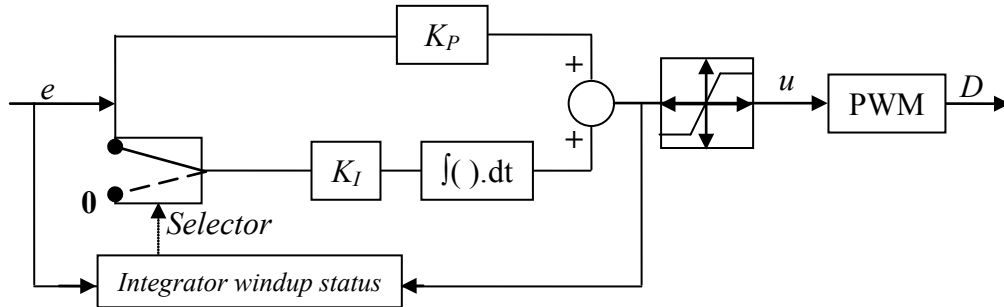 K_P
e
+
u
PWM
D
+
K_I
∫( ).dt
0
Selector
Integrator windup status